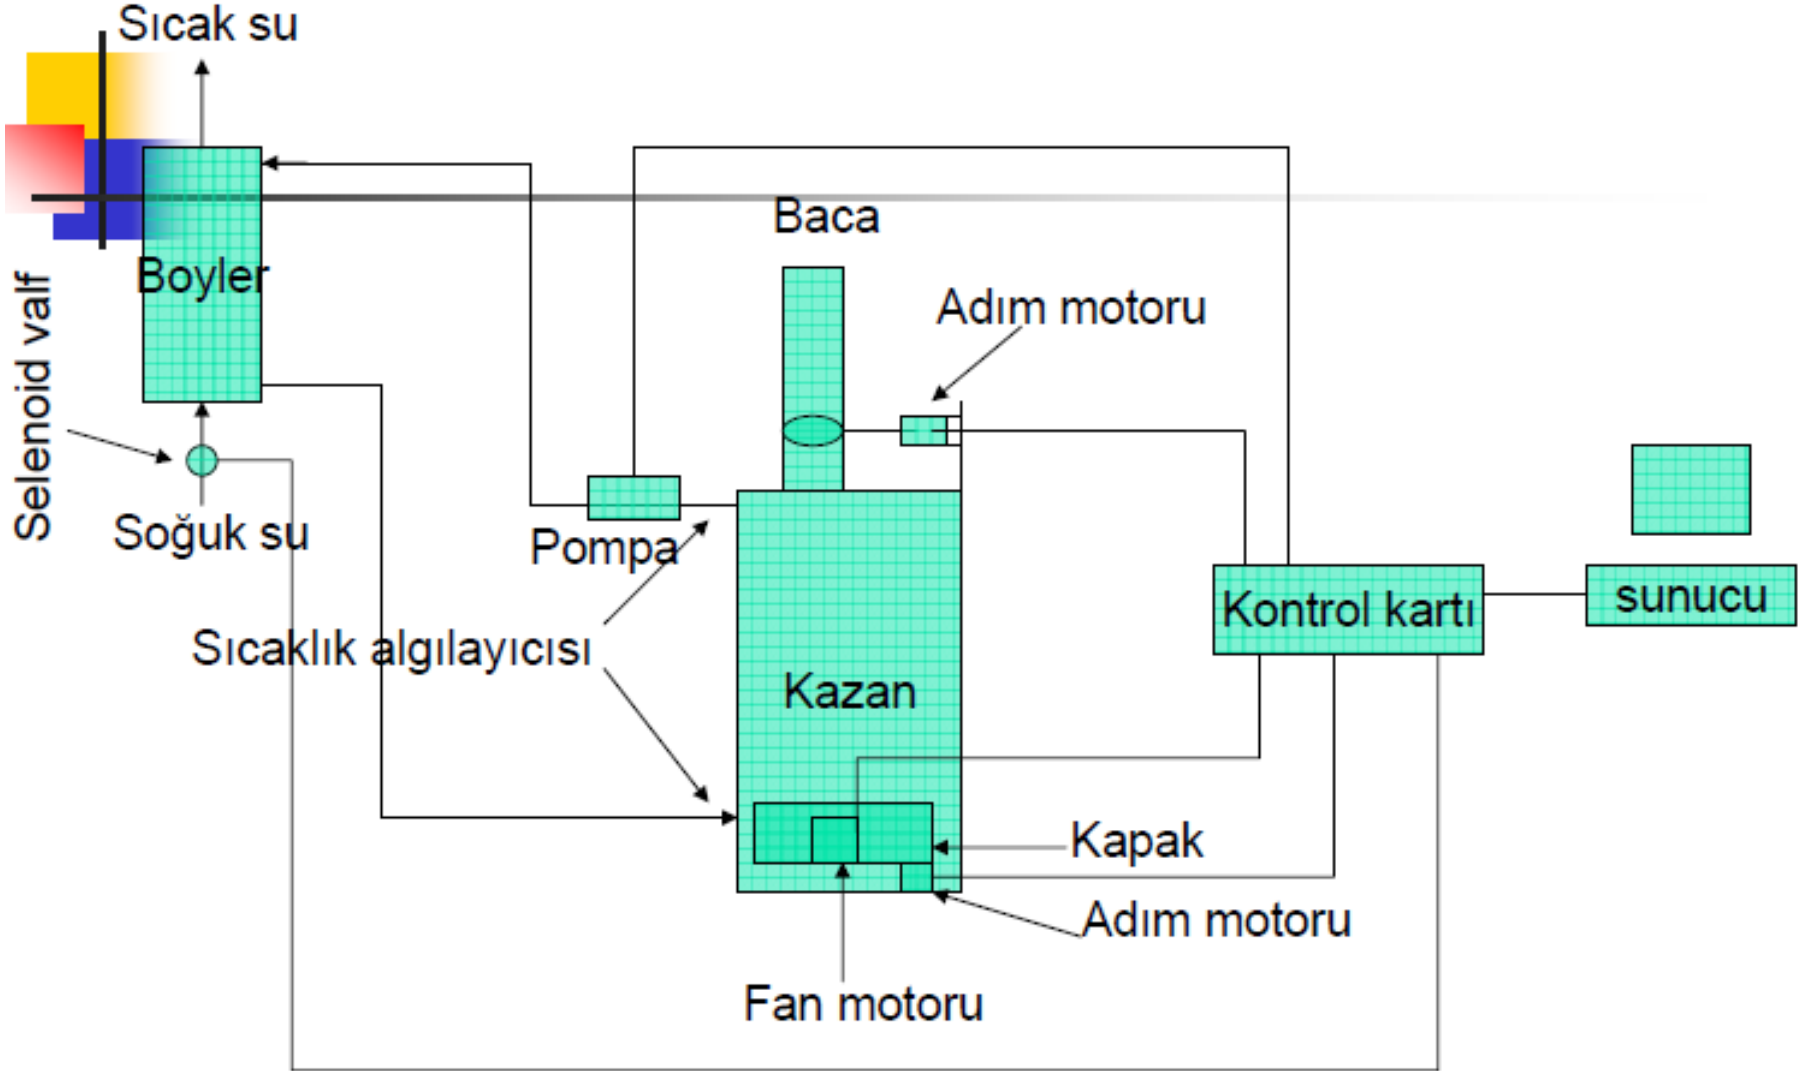 Sıcak su
Baca
Boyler
Adım motoru
Selenoid valf
Soğuk su
Pompa
Kontrol kartı
sunucu
Sıcaklık algılayıcısı
Kazan
Kapak
Adım motoru
Fan motoru